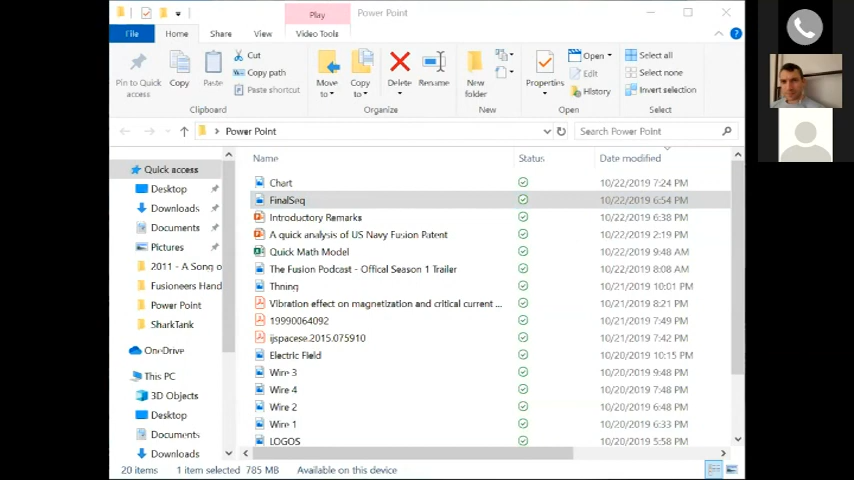 Play
Power Point
File
Home
Share
View
Video Tools
Pin to Quick access
Copy
Paste
Cut
Copy path
Paste shortcut
Move to
Copy to
Delete
Rename
New folder
Properties
Open
Edit
History
Select all
Select none
Invert selection
Clipboard
Organize
New
Open
Select
Power Point
Search Power Point
Name
Status
Date modified
Quick access
Desktop
Downloads
Documents
Pictures
2011 - A Song o
Fusioneers Hand
Power Point
SharkTank
OneDrive
This PC
3D Objects
Desktop
Documents
Downloads
Chart 10/22/2019 7:24 PM
FinalSeq 10/22/2019 6:54 PM
Introductory Remarks 10/22/2019 6:38 PM
A quick analysis of US Navy Fusion Patent 10/22/2019 2:19 PM
Quick Math Model 10/22/2019 9:48 AM
The Fusion Podcast - Offical Season 1 Trailer 10/22/2019 8:08 AM
Thning 10/21/2019 10:01 PM
Vibration effect on magnetization and critical current ... 10/21/2019 8:21 PM
19990064092 10/21/2019 7:49 PM
ijspacese.2015.075910 10/21/2019 7:42 PM
Electric Field 10/20/2019 10:15 PM
Wire 3 10/20/2019 9:48 PM
Wire 4 10/20/2019 7:48 PM
Wire 2 10/20/2019 6:48 PM
Wire 1 10/20/2019 6:33 PM
LOGOS 10/20/2019 5:58 PM
20 items 1 item selected 785 MB Available on this device